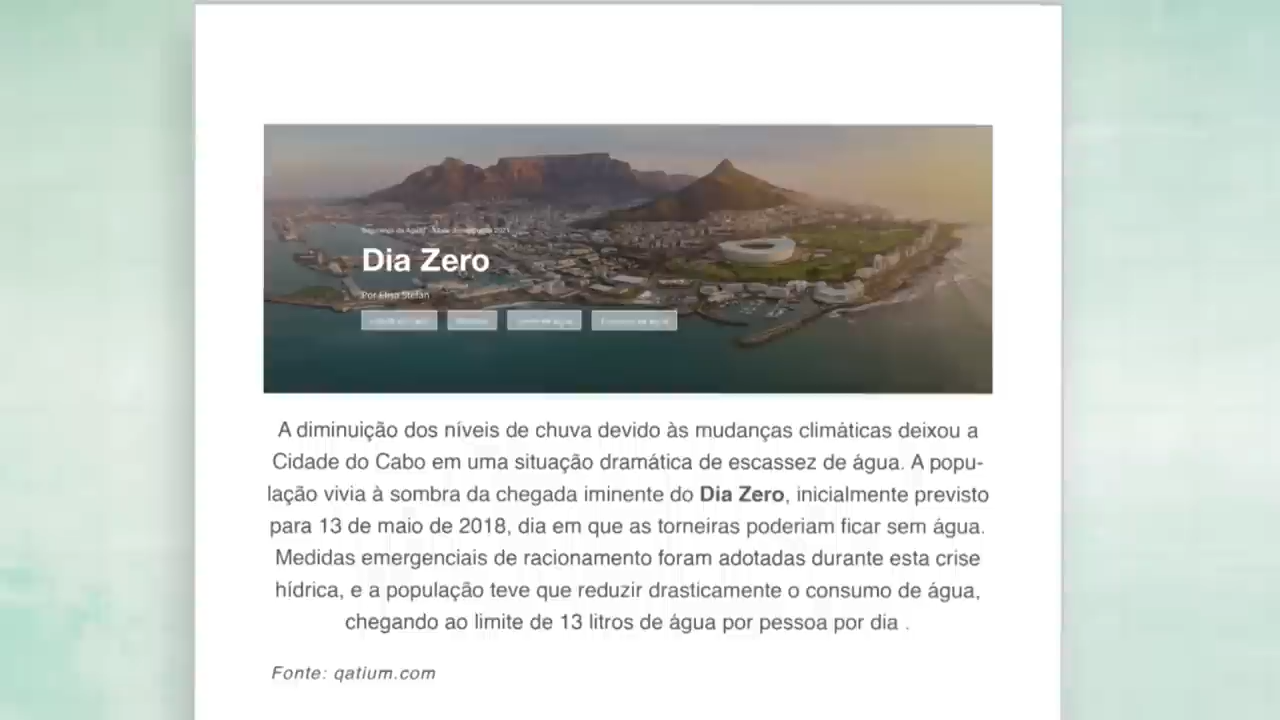 Dia Zero
Por Elisa Stefan
A diminuição dos níveis de chuva devido às mudanças climáticas deixou a
Cidade do Cabo em uma situação dramática de escassez de água. A popu-
lação vivia à sombra da chegada iminente do Dia Zero, inicialmente previsto
para 13 de maio de 2018, dia em que as torneiras poderiam ficar sem água.
Medidas emergenciais de racionamento foram adotadas durante esta crise
hídrica, e a população teve que reduzir drasticamente o consumo de água,
chegando ao limite de 13 litros de água por pessoa por dia .
Fonte: qatium.com